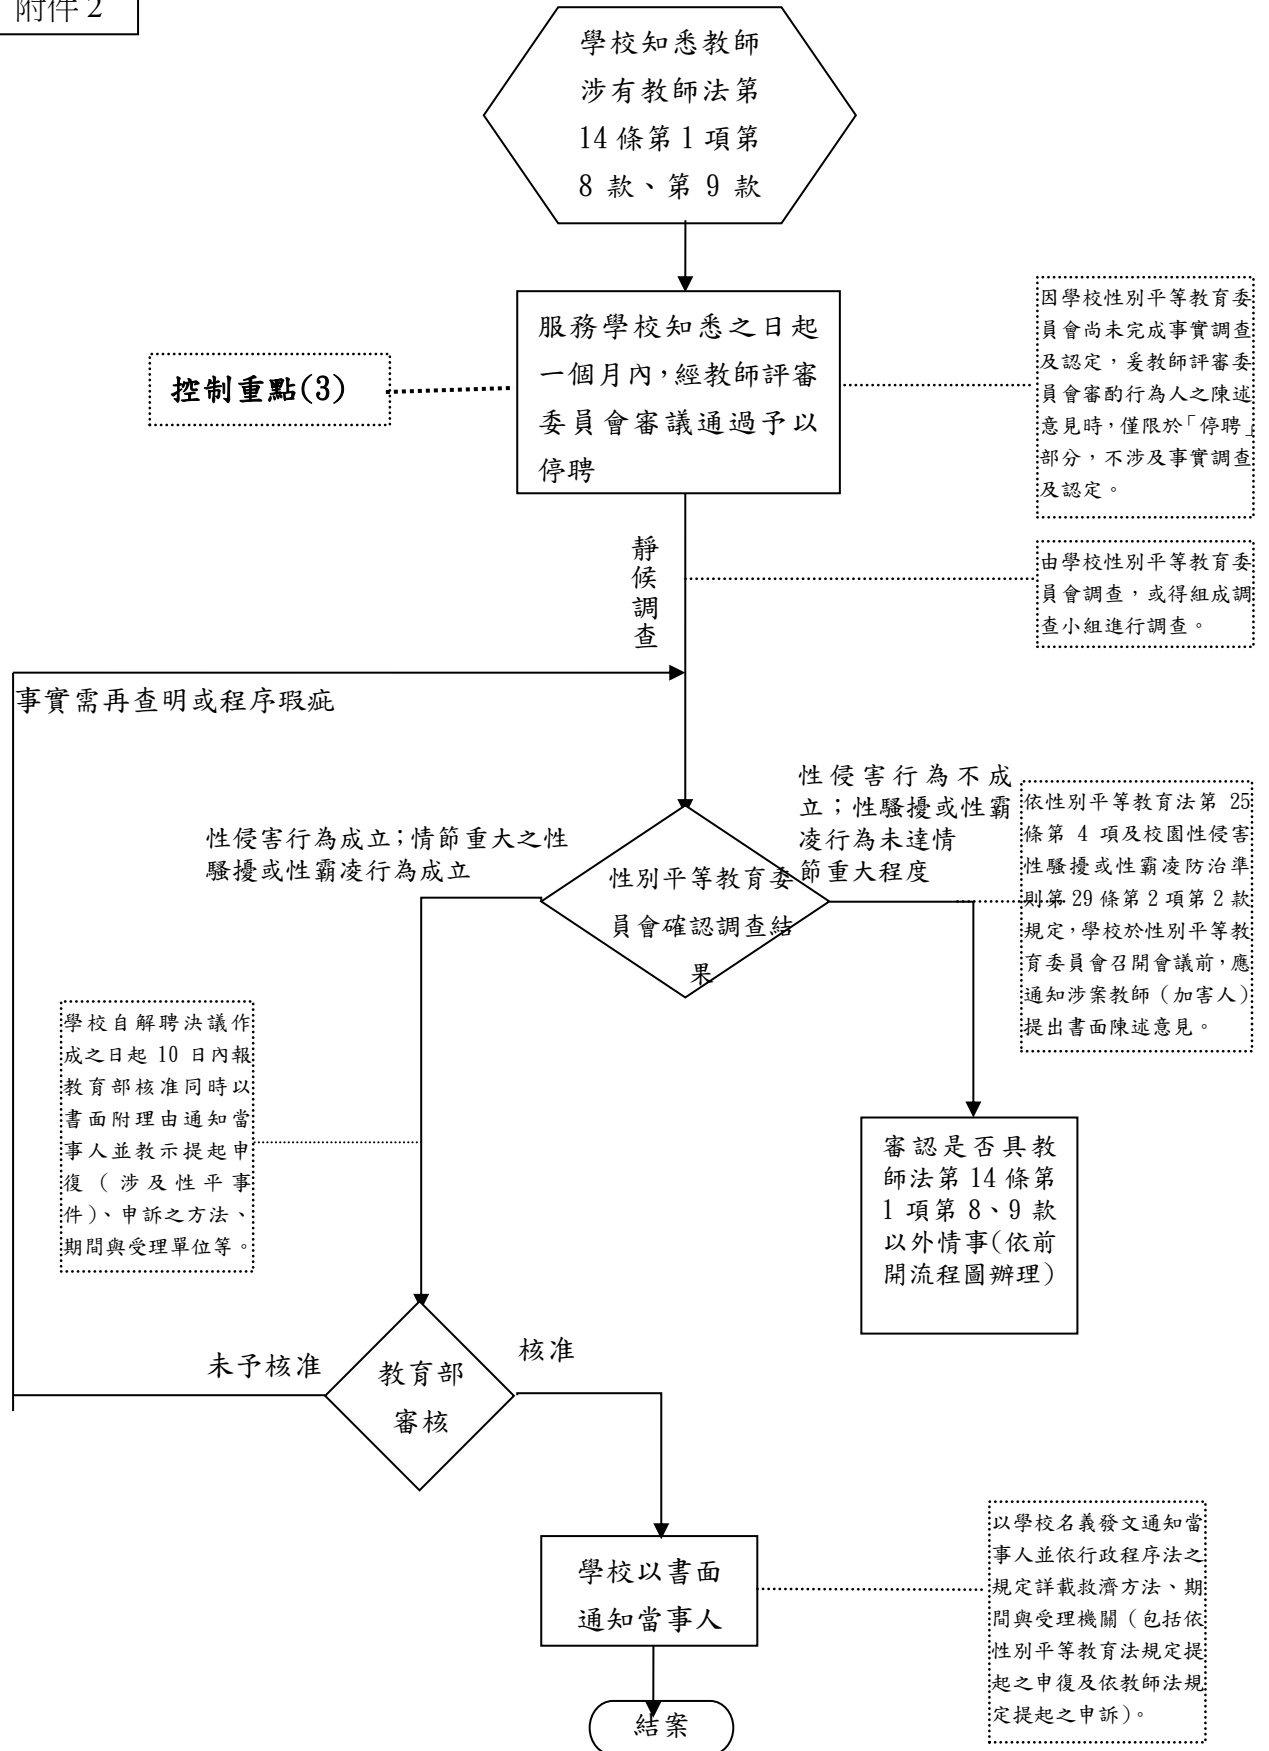 附件 2
學校知悉教師
涉有教師法第
14 條第 1 項第
8 款、第 9 款
服務學校知悉之日起
一個月內，經教師評審
委員會審議通過予以
停聘
控制重點(3)
因學校性別平等教育委
員會尚未完成事實調查
及認定，爰教師評審委
員會審酌行為人之陳述
意見時，僅限於「停聘」
部分，不涉及事實調查
及認定。
靜
候
調
查
由學校性別平等教育委
員會調查，或得組成調
查小組進行調查。
事實需再查明或程序瑕疵
性侵害行為成立；情節重大之性
騷擾或性霸凌行為成立
性侵害行為不成
立；性騷擾或性霸
凌行為未達情
節重大程度
性別平等教育委
員會確認調查結
果
依性別平等教育法第 25
條第 4 項及校園性侵害
性騷擾或性霸凌防治準
則第 29 條第 2 項第 2 款
規定，學校於性別平等教
育委員會召開會議前，應
通知涉案教師（加害人）
提出書面陳述意見。
學校自解聘決議作
成之日起 10 日內報
教育部核准同時以
書面附理由通知當
事人並教示提起申
復（涉及性平事
件）、申訴之方法、
期間與受理單位等。
審認是否具教
師法第 14 條第
1 項第 8、9 款
以外情事(依前
開流程圖辦理)
未予核准
教育部
審核
核准
學校以書面
通知當事人
以學校名義發文通知當
事人並依行政程序法之
規定詳載救濟方法、期
間與受理機關（包括依
性別平等教育法規定提
起之申復及依教師法規
定提起之申訴）。
結案